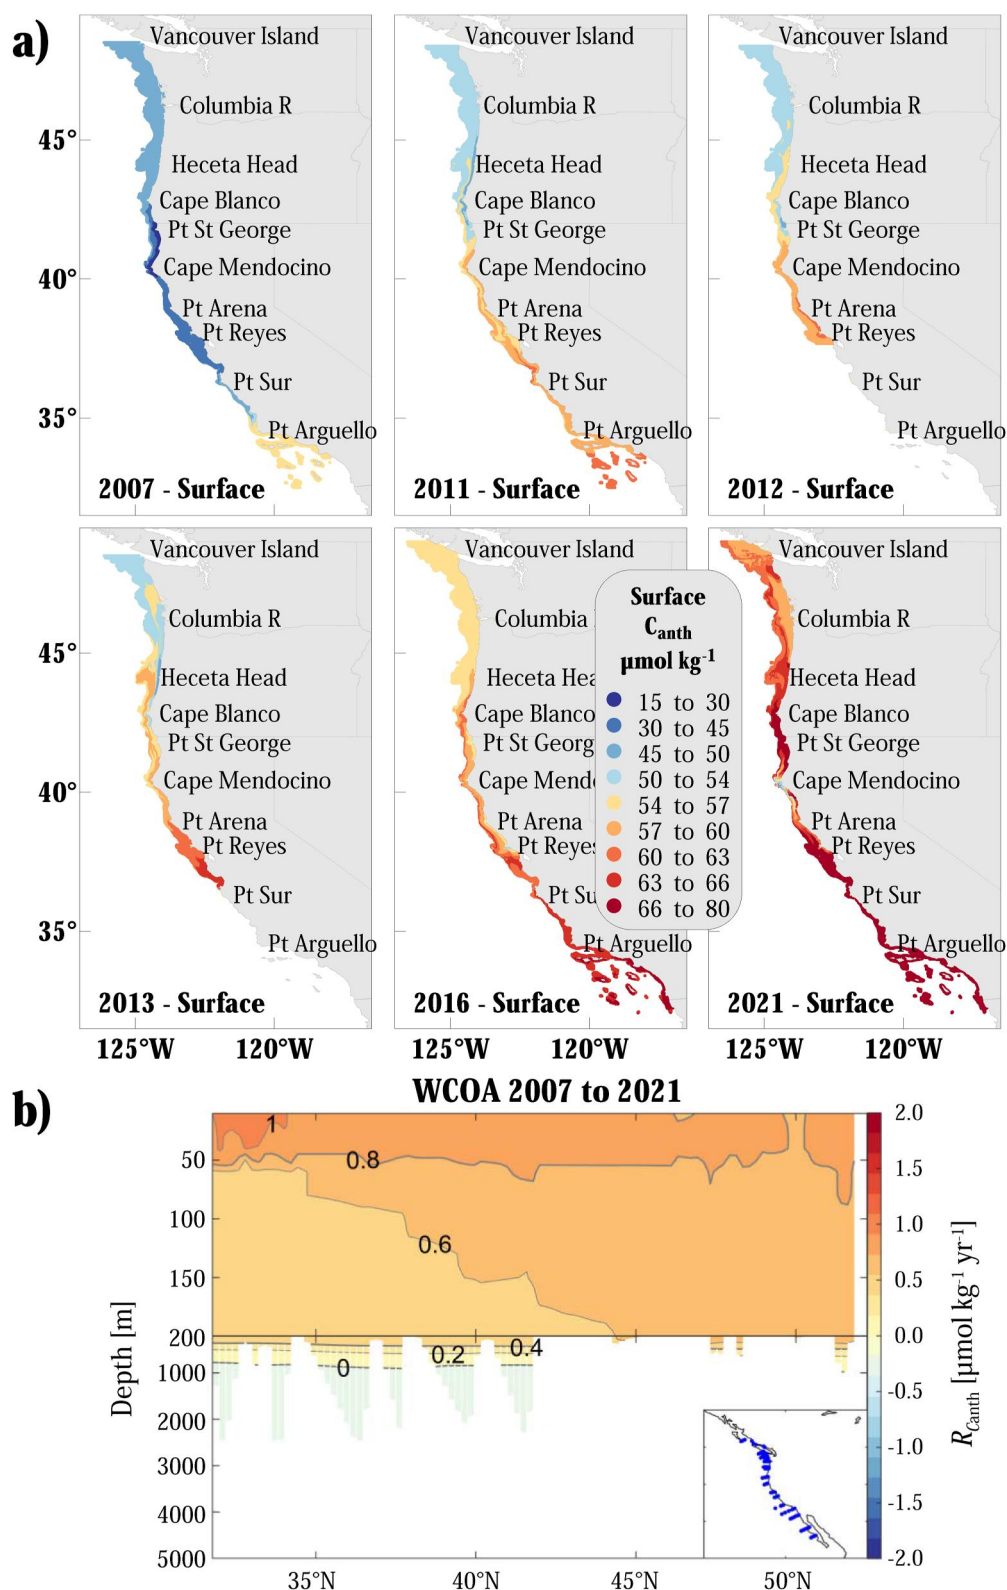 a)
Vancouver Island
Columbia R
Heceta Head
Cape Blanco
Pt St George
Cape Mendocino
Pt Arena
Pt Reyes
Pt Sur
Pt Arguello
45°
40°
35°
2007 - Surface
Vancouver Island
Columbia R
Heceta Head
Cape Blanco
Pt St George
Cape Mendocino
Pt Arena
Pt Reyes
Pt Sur
Pt Arguello
2011 - Surface
Vancouver Island
Columbia R
Heceta Head
Cape Blanco
Pt St George
Cape Mendocino
Pt Arena
Pt Reyes
Pt Sur
Pt Arguello
2012 - Surface
Vancouver Island
Columbia R
Heceta Head
Cape Blanco
Pt St George
Cape Mendocino
Pt Arena
Pt Reyes
Pt Sur
Pt Arguello
45°
40°
35°
2013 - Surface
125°W
120°W
Vancouver Island
Columbia
Heceta Hea
Cape Blanco
Pt St Georg
Cape Mend
Pt Arena
Pt Reyes
Pt Su
Pt Arguello
2016 - Surface
125°W
120°W
Surface
Canth
µmol kg-1
15 to 30
30 to 45
45 to 50
50 to 54
54 to 57
57 to 60
60 to 63
63 to 66
66 to 80
Vancouver Island
Columbia R
Heceta Head
Cape Blanco
Pt St George
Cape Mendocino
Pt Arena
Pt Reyes
Pt Sur
Pt Arguello
2021 - Surface
125°W
120°W
b)
WCOA 2007 to 2021
Depth [m]
50
100
150
200
1000
2000
3000
4000
5000
1
0.8
0.6
0.4
0.2
0
35°N
40°N
45°N
50°N
2.0
1.5
1.0
0.5
0.0
-0.5
-1.0
-1.5
-2.0
RCanth [µmol kg-1 yr-1]